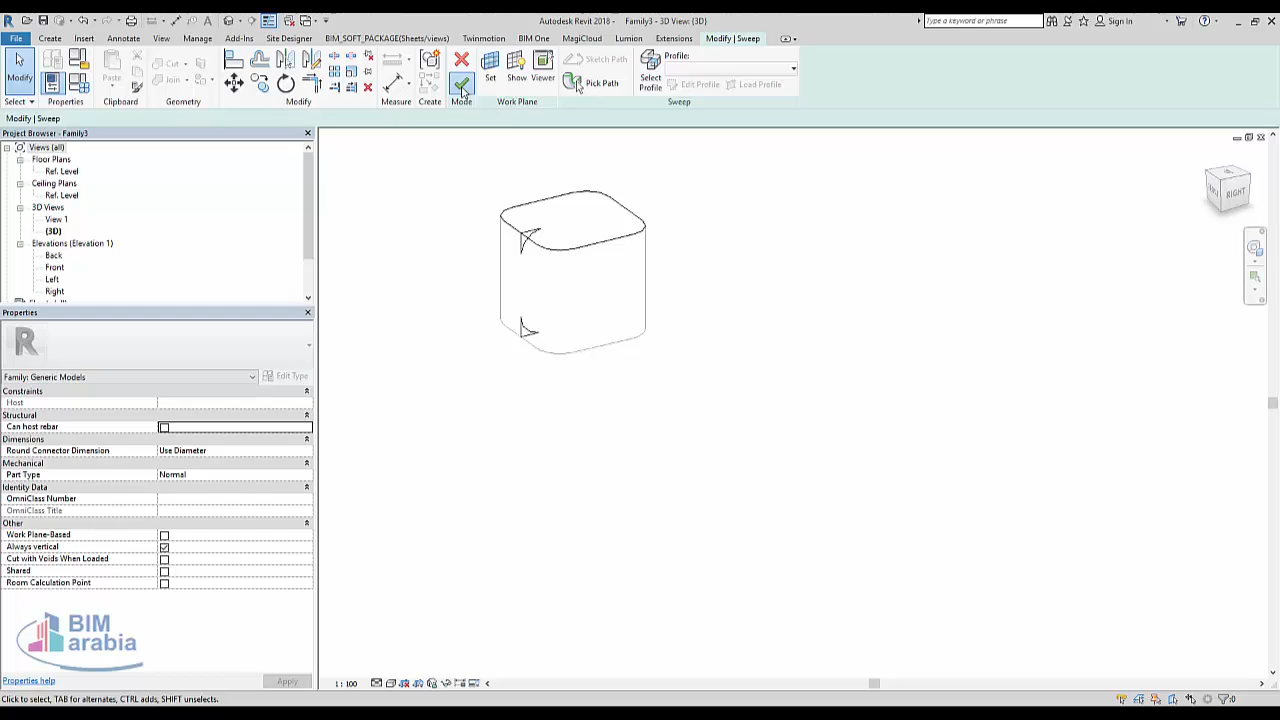 Autodesk Revit 2018 - Family3 - 3D View: {3D}
Type a keyword or phrase
Sign In
File Create Insert Annotate View Manage Add-Ins Site Designer BIM_SOFT_PACKAGE(Sheets/views) Twinmotion BIM One MagiCloud Lumion Extensions Modify | Sweep
Modify
Paste
Cut
Join
Set Show Viewer
Sketch Path
Pick Path
Select Profile
Profile:
Edit Profile Load Profile
Select Properties Clipboard Geometry Modify Measure Create Mode Work Plane Sweep
Modify | Sweep
Project Browser - Family3
Views (all)
Floor Plans
Ref. Level
Ceiling Plans
Ref. Level
3D Views
View 1
{3D}
Elevations (Elevation 1)
Back
Front
Left
Right
Properties
R
Family: Generic Models
Edit Type
Constraints
Host
Structural
Can host rebar
Dimensions
Round Connector Dimension Use Diameter
Mechanical
Part Type Normal
Identity Data
OmniClass Number
OmniClass Title
Other
Work Plane-Based
Always vertical
Cut with Voids When Loaded
Shared
Room Calculation Point
BIM
arabia
Properties help
Apply
1 : 100
Click to select, TAB for alternates, CTRL adds, SHIFT unselects.
:0
RIGHT